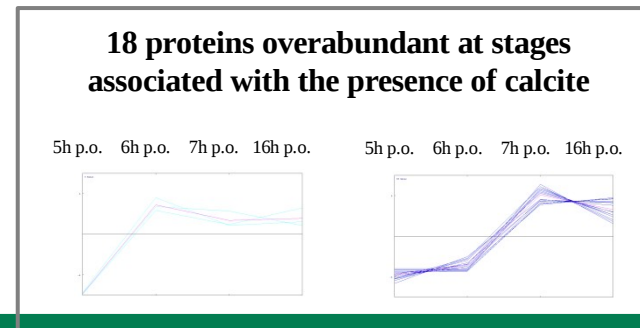 18 proteins overabundant at stages
associated with the presence of calcite
5h p.o. 6h p.o. 7h p.o. 16h p.o.
5h p.o. 6h p.o. 7h p.o. 16h p.o.